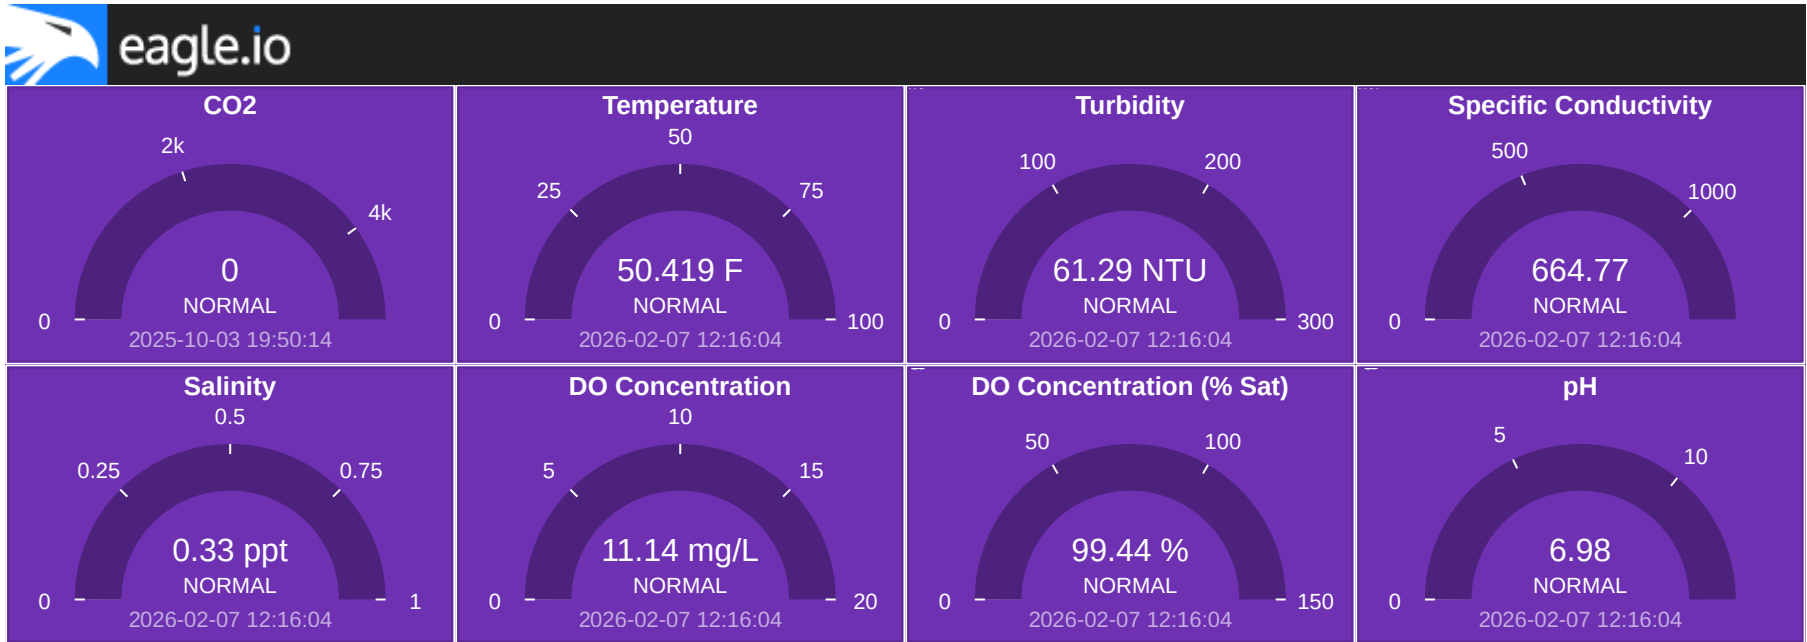 eagle.io
CO2
2k
4k
0
0
NORMAL
2025-10-03 19:50:14
Temperature
50
25
75
50.419 F
NORMAL
0
100
2026-02-07 12:16:04
Turbidity
100
200
61.29 NTU
NORMAL
0
300
2026-02-07 12:16:04
Specific Conductivity
500
1000
664.77
NORMAL
0
2026-02-07 12:16:04
Salinity
0.5
0.25
0.75
0.33 ppt
NORMAL
0
1
2026-02-07 12:16:04
DO Concentration
10
5
15
11.14 mg/L
NORMAL
0
20
2026-02-07 12:16:04
DO Concentration (% Sat)
50
100
99.44 %
NORMAL
0
150
2026-02-07 12:16:04
pH
5
10
6.98
NORMAL
0
2026-02-07 12:16:04